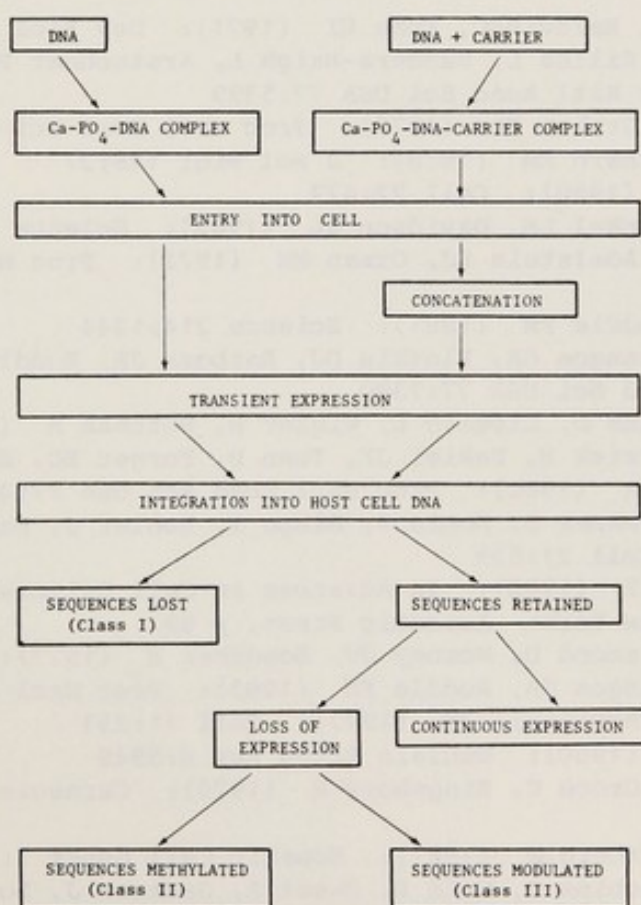 DNA
DNA + CARRIER
Ca-PO4-DNA COMPLEX
Ca-PO4-DNA-CARRIER COMPLEX
ENTRY INTO CELL
CONCATENATION
TRANSIENT EXPRESSION
INTEGRATION INTO HOST CELL DNA
SEQUENCES LOST
(Class I)
SEQUENCES RETAINED
LOSS OF
EXPRESSION
CONTINUOUS EXPRESSION
SEQUENCES METHYLATED
(Class II)
SEQUENCES MODULATED
(Class III)